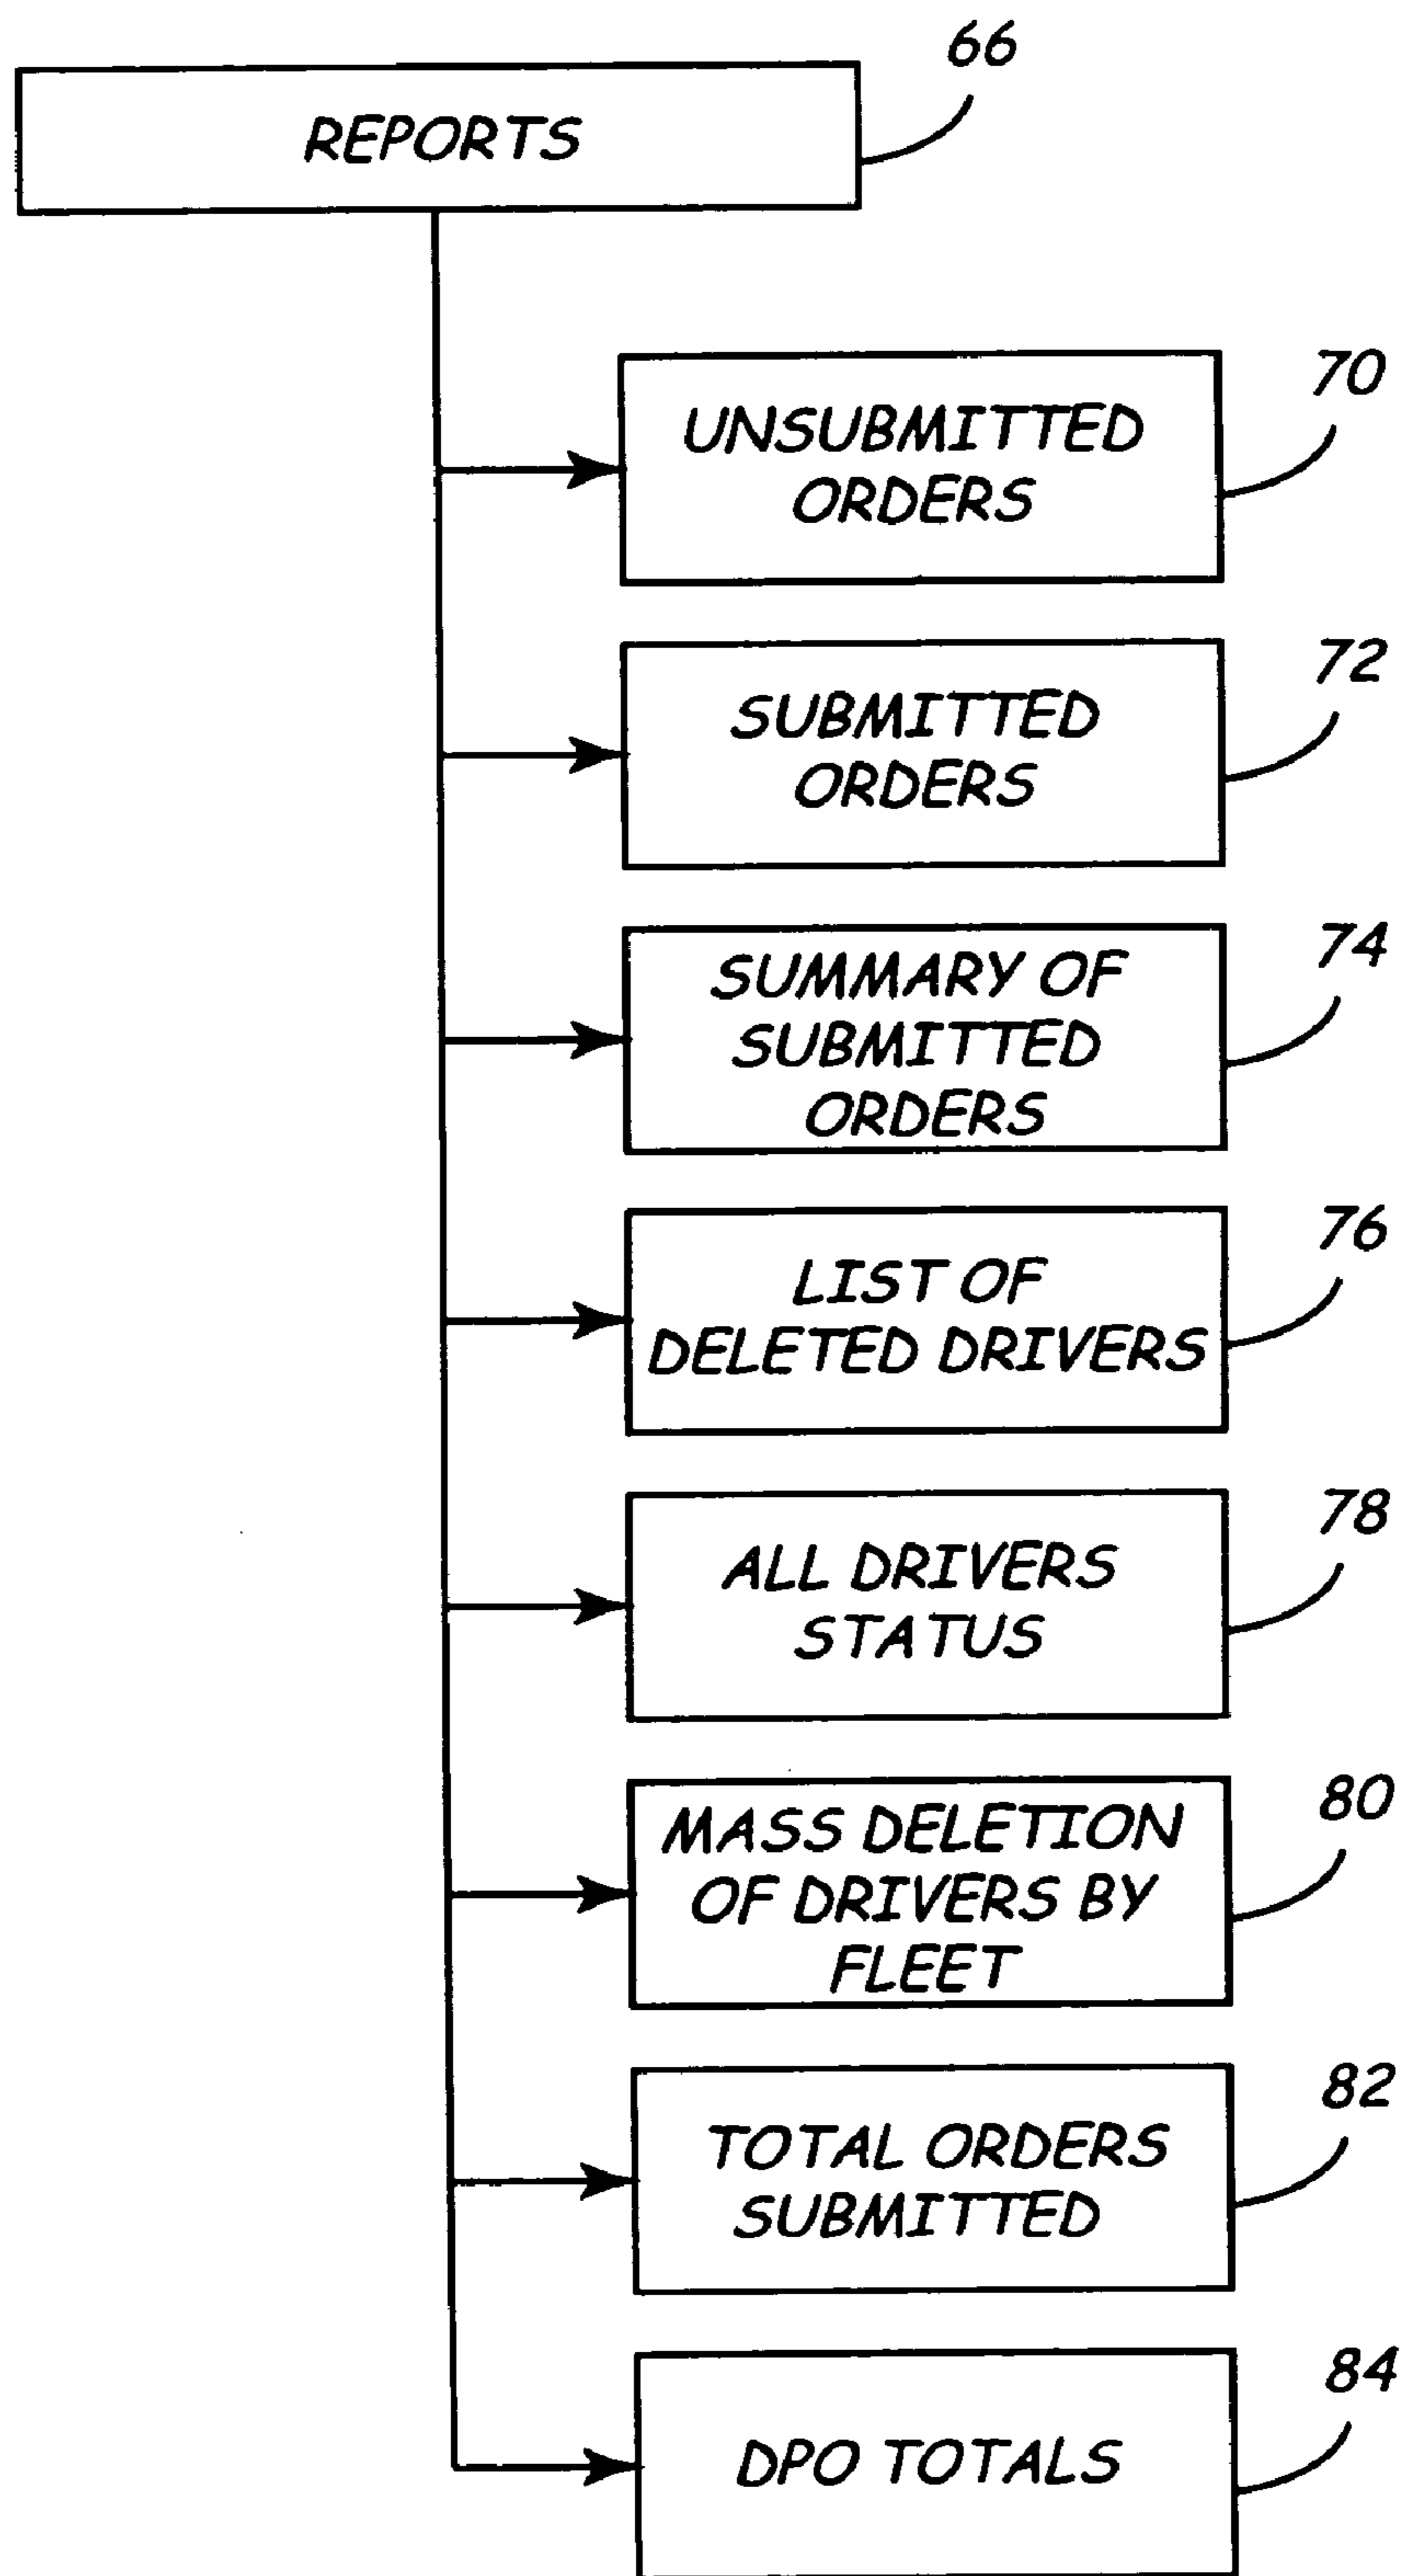 66
REPORTS
70
UNSUBMITTED
ORDERS
72
SUBMITTED
ORDERS
74
SUMMARY OF
SUBMITTED
ORDERS
76
LIST OF
DELETED DRIVERS
78
ALL DRIVERS
STATUS
80
MASS DELETION
OF DRIVERS BY
FLEET
82
TOTAL ORDERS
SUBMITTED
84
DPO TOTALS